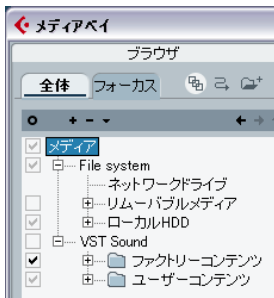 メディアベイ
ブラウザ
全体 フォーカス
メディア
File system
ネットワークドライブ
リムーバブルメディア
ローカルHDD
VST Sound
ファクトリーコンテンツ
ユーザーコンテンツ